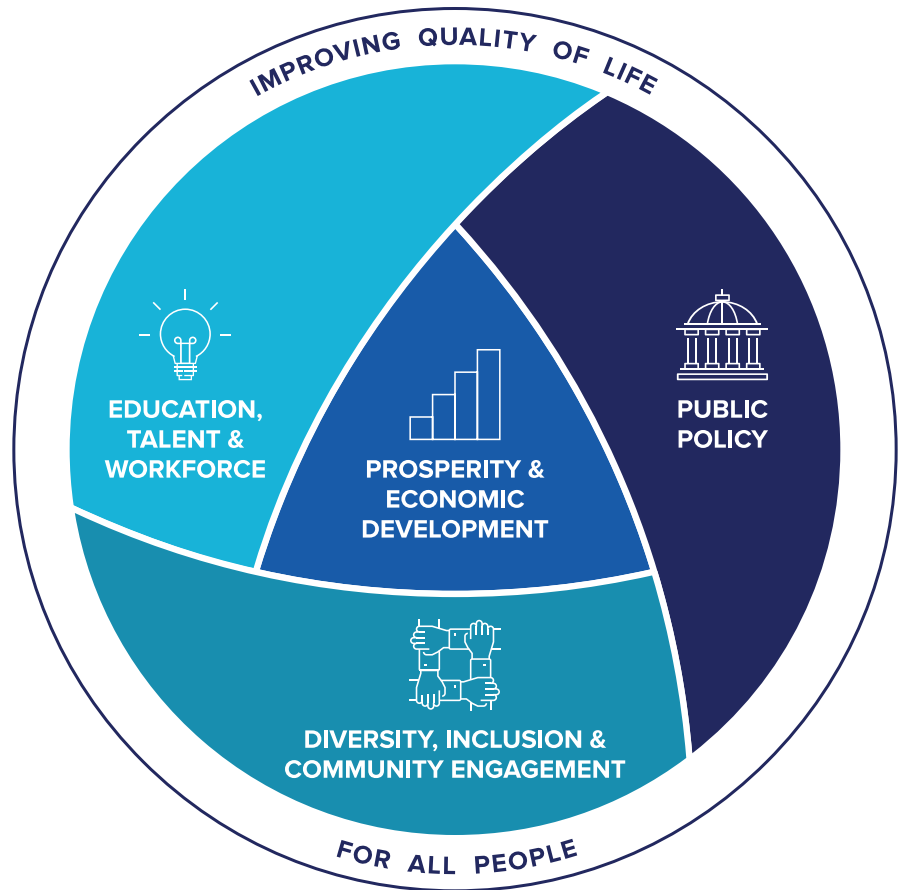 IMPROVING QUALITY OF LIFE
EDUCATION,
TALENT &
WORKFORCE
PROSPERITY &
ECONOMIC
DEVELOPMENT
PUBLIC
POLICY
DIVERSITY, INCLUSION &
COMMUNITY ENGAGEMENT
FOR ALL PEOPLE